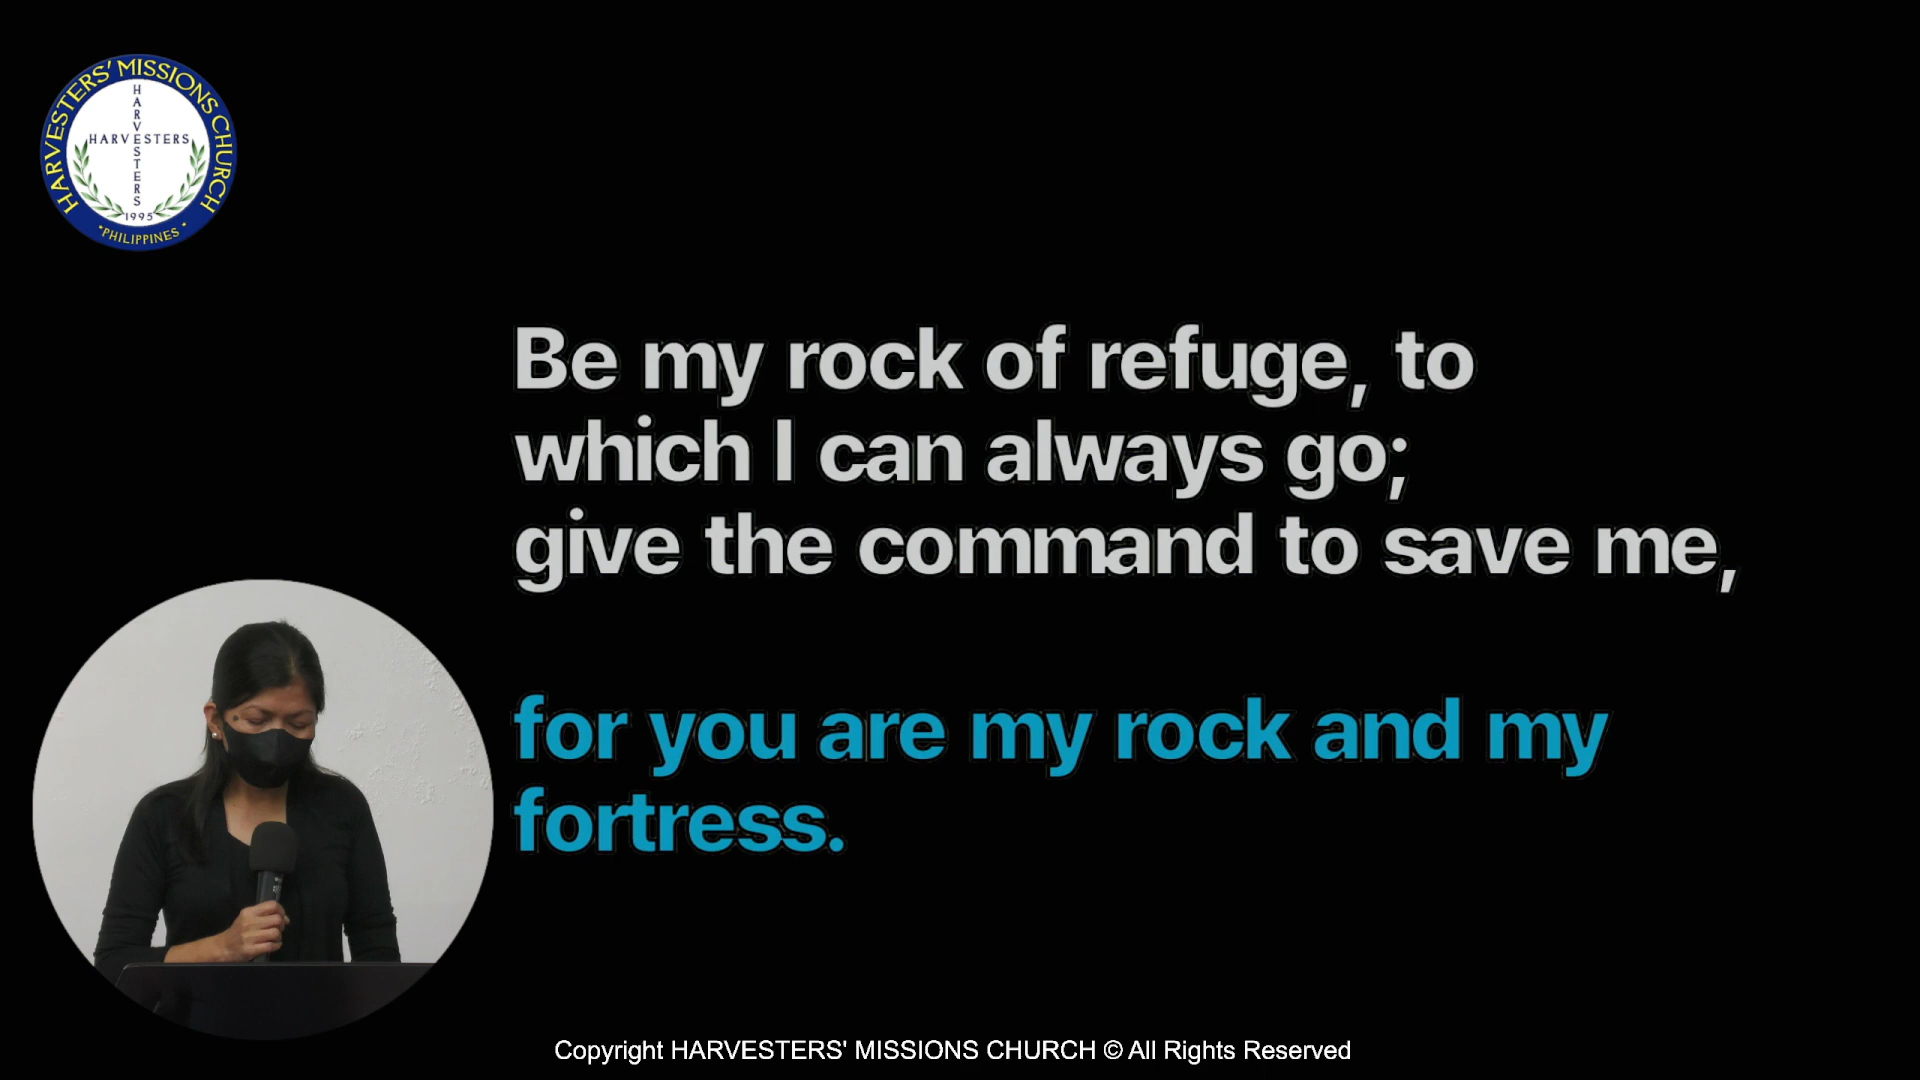 HARVESTERS' MISSIONS CHURCH
HARVESTERS
HARVESTERS
1995
• PHILIPPINES •
Be my rock of refuge, to
which I can always go;
give the command to save me,
for you are my rock and my
fortress.
Copyright HARVESTERS' MISSIONS CHURCH © All Rights Reserved